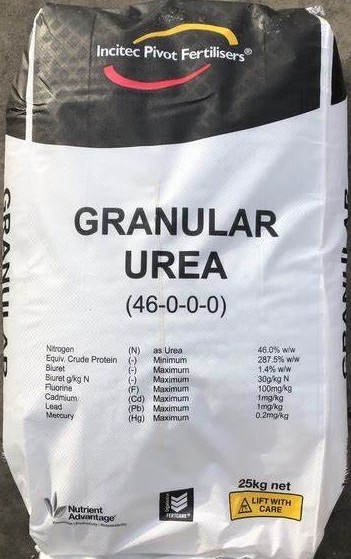 Incitec Pivot Fertilisers®
GRANULAR
UREA
(46-0-0-0)
Nitrogen (N) as Urea 46.0% w/w
Equiv. Crude Protein (-) Minimum 287.5% w/w
Biuret (-) Maximum 1.4% w/w
Biuret g/kg N (-) Maximum 30g/kg N
Fluorine (F) Maximum 100mg/kg
Cadmium (Cd) Maximum 1mg/kg
Lead (Pb) Maximum 1mg/kg
Mercury (Hg) Maximum 0.2mg/kg
25kg net
LIFT WITH
CARE
Nutrient
Advantage®
FERTCARE®